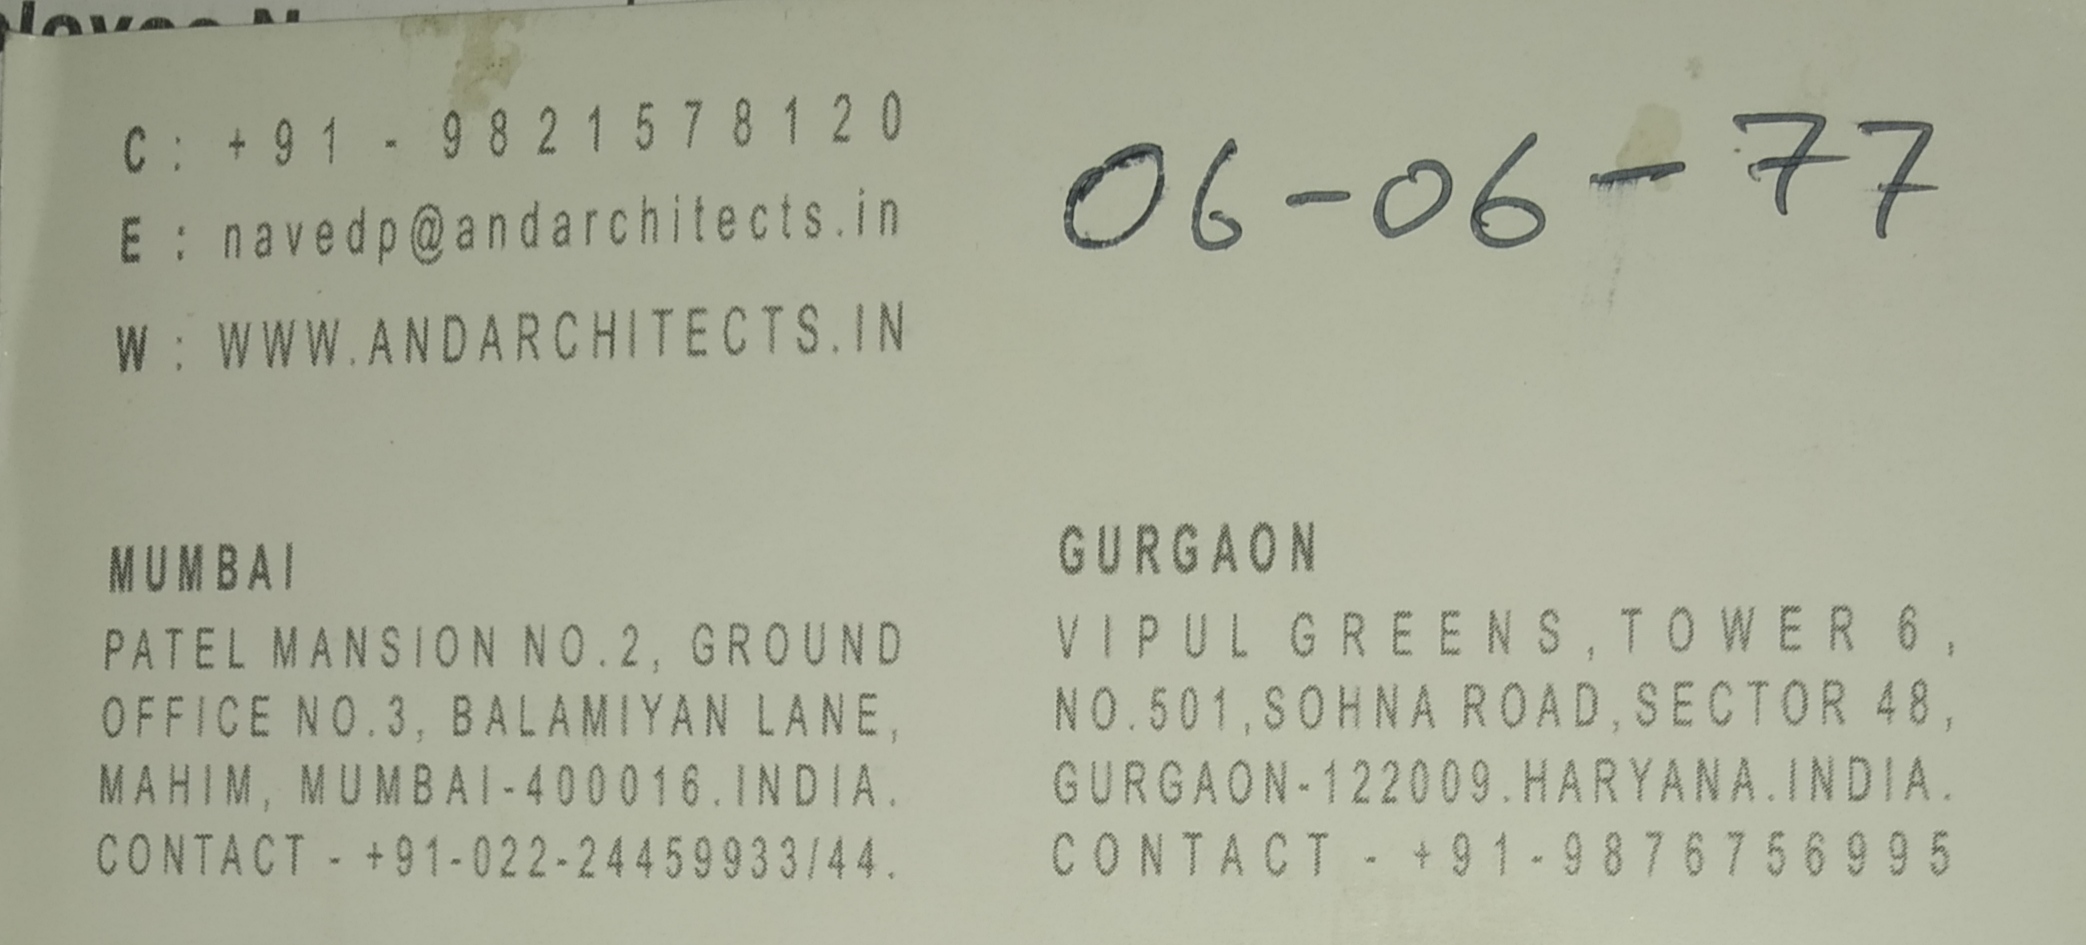 C: +91 - 9821578120
E : navedp@andarchitects.in
W : WWW.ANDARCHITECTS.IN
06-06-77
MUMBAI
PATEL MANSION NO.2, GROUND
OFFICE NO.3, BALAMIYAN LANE,
MAHIM, MUMBAI-400016.INDIA.
CONTACT - +91-022-24459933/44.
GURGAON
VIPUL GREENS,TOWER 6,
NO.501,SOHNA ROAD,SECTOR 48,
GURGAON-122009.HARYANA.INDIA.
CONTACT - +91-9876756995